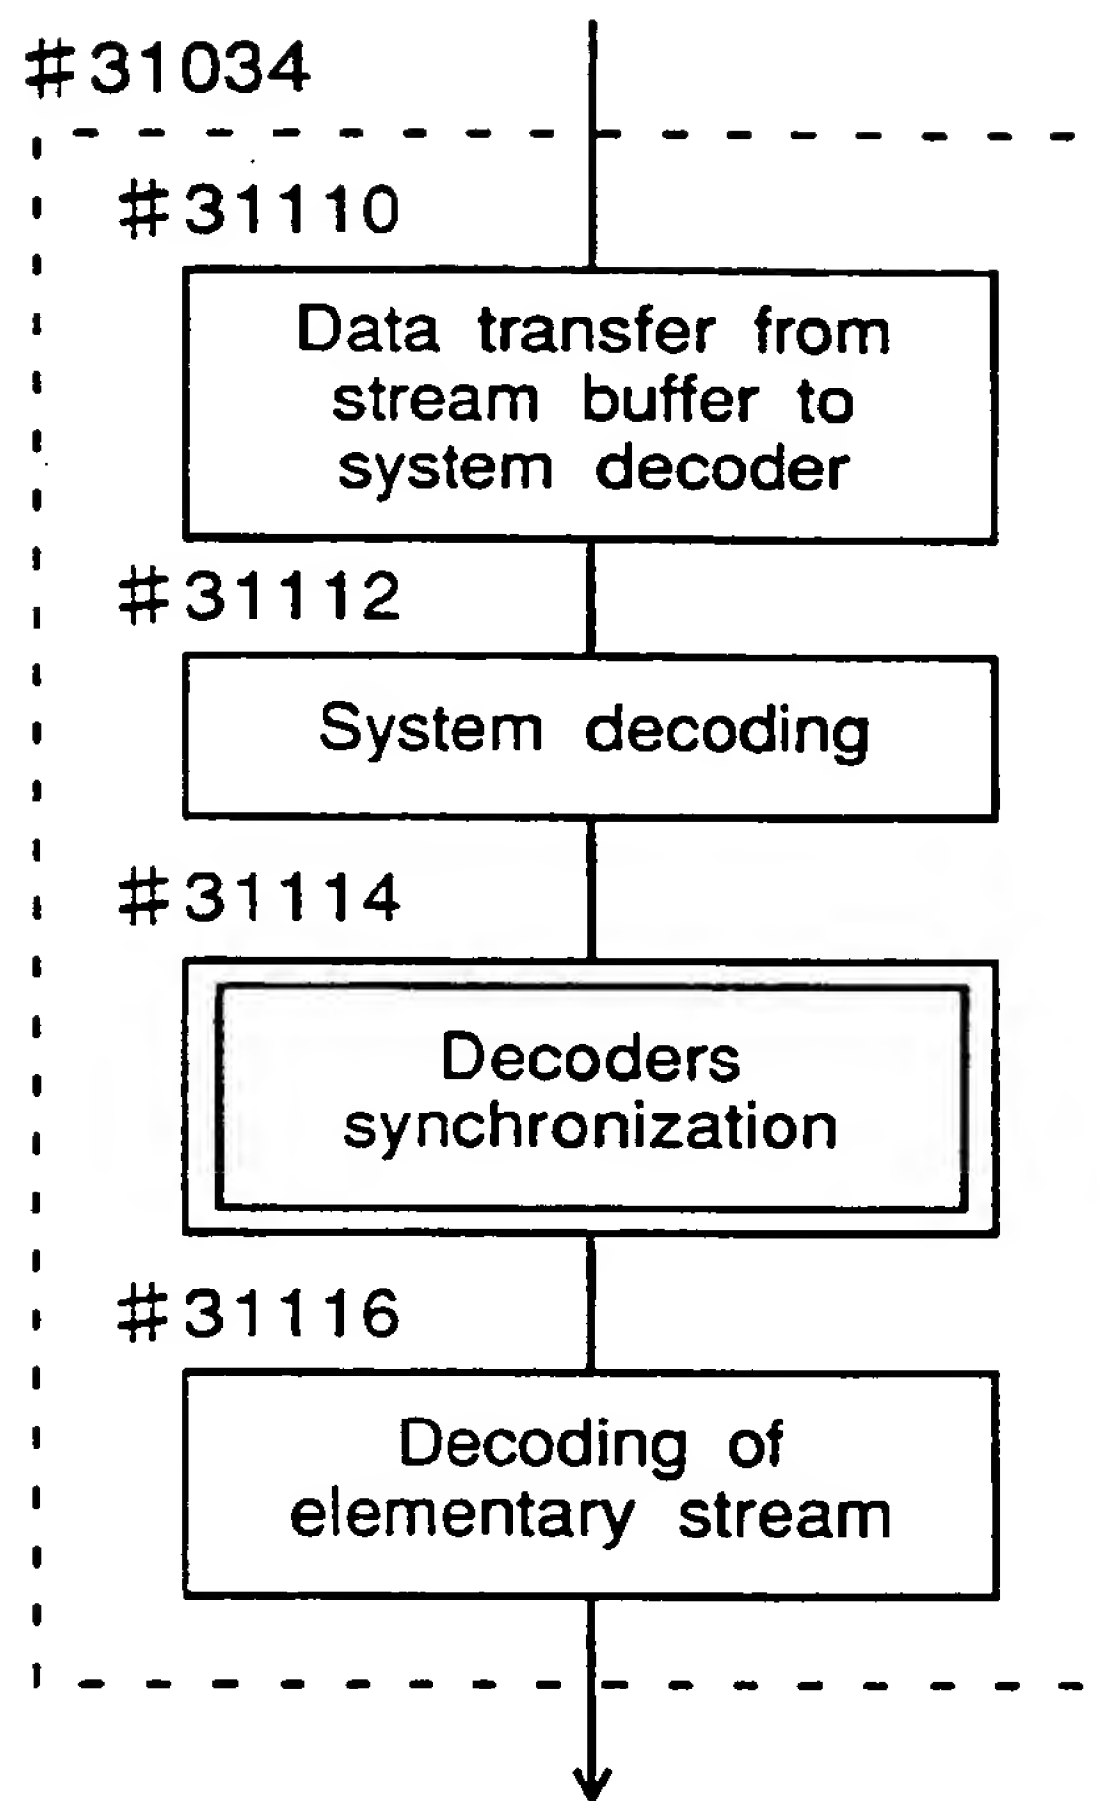 #31034
#31110
Data transfer from
stream buffer to
system decoder
#31112
System decoding
#31114
Decoders
synchronization
#31116
Decoding of
elementary stream